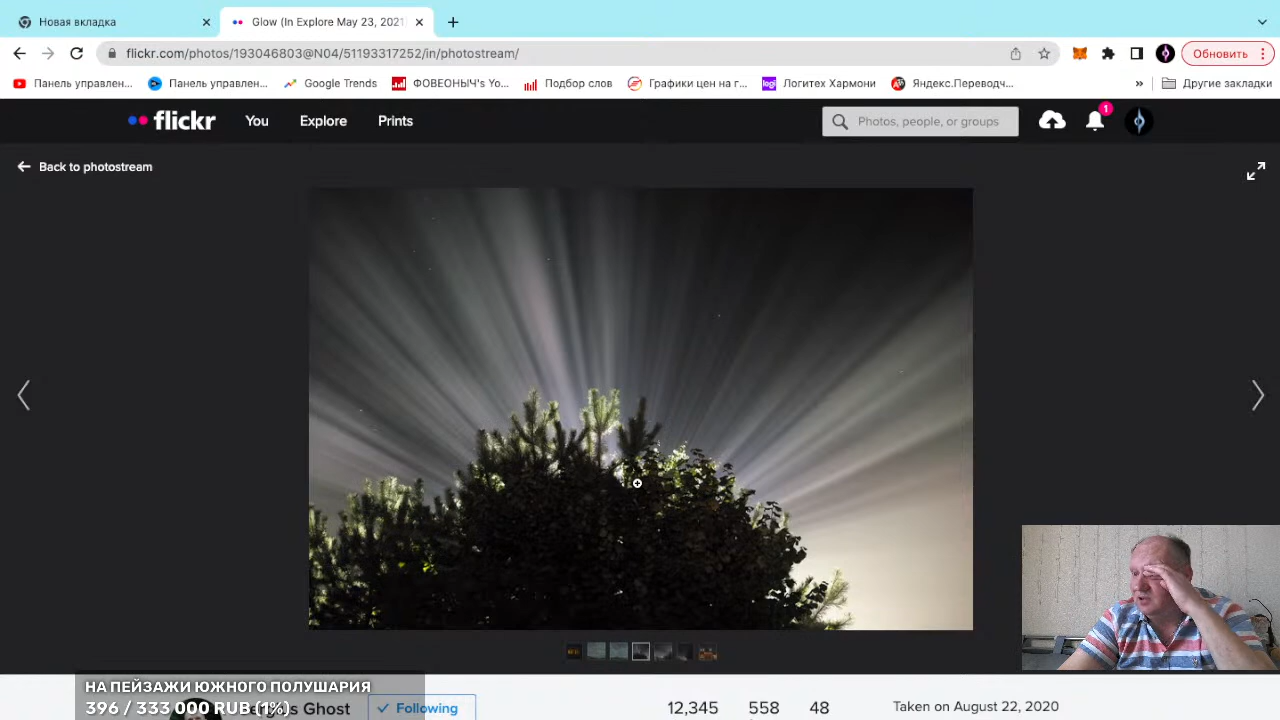 Новая вкладка
Glow (In Explore May 23, 2021
flickr.com/photos/193046803@N04/51193317252/in/photostream/
Обновить
Панель управлен...
Панель управлен...
Google Trends
ФОВЕОНЫЧ'S Yo...
Подбор слов
Графики цен на г...
Логитех Хармони
Яндекс.Переводч...
»
Другие закладки
flickr
You
Explore
Prints
Photos, people, or groups
1
Back to photostream
НА ПЕЙЗАЖИ ЮЖНОГО ПОЛУШАРИЯ
396 / 333 000 RUB (1%)
Ghost
Following
12,345
558
48
Taken on August 22, 2020